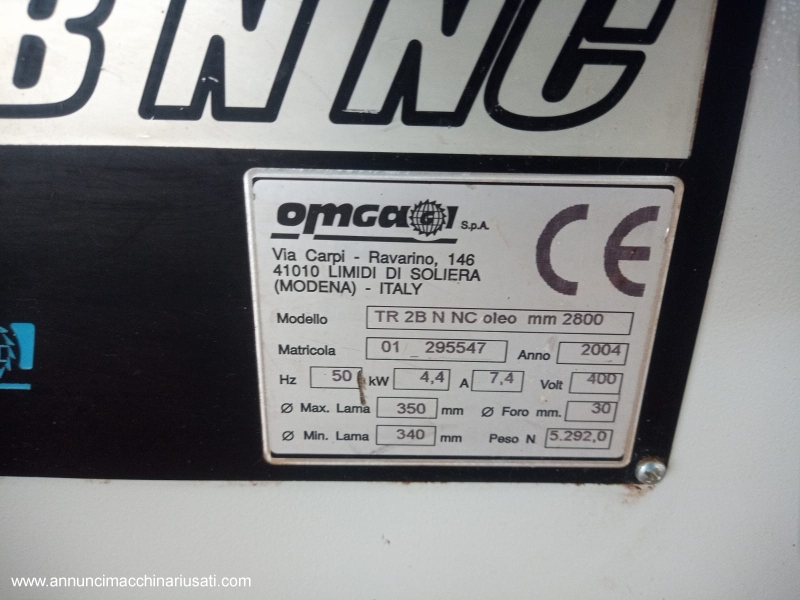 B N NC
omga S.p.A.
CE
Via Carpi - Ravarino, 146
41010 LIMIDI DI SOLIERA
(MODENA) - ITALY
Modello TR 2B N NC oleo mm 2800
Matricola 01 295547 Anno 2004
Hz 50 kW 4,4 A 7,4 Volt 400
Ø Max. Lama 350 mm Ø Foro mm. 30
Ø Min. Lama 340 mm Peso N 5.292,0
www.annuncimacchinariusati.com